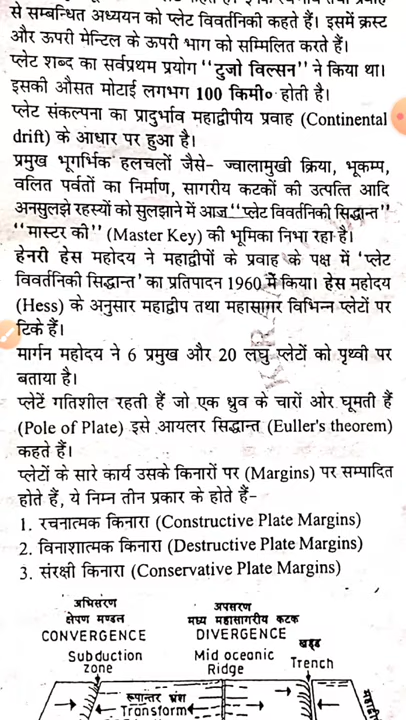 से सम्बन्धित अध्ययन को प्लेट विवर्तनिकी कहते हैं। इसमें क्रस्ट
और ऊपरी मेन्टिल के ऊपरी भाग को सम्मिलित करते हैं।
प्लेट शब्द का सर्वप्रथम प्रयोग "टुजो विल्सन" ने किया था।
इसकी औसत मोटाई लगभग 100 किमी० होती है।
प्लेट संकल्पना का प्रादुर्भाव महाद्वीपीय प्रवाह (Continental
drift) के आधार पर हुआ है।
प्रमुख भूगर्भिक हलचलों जैसे- ज्वालामुखी क्रिया, भूकम्प,
वलित पर्वतों का निर्माण, सागरीय कटकों की उत्पत्ति आदि
अनसुलझे रहस्यों को सुलझाने में आज "प्लेट विवर्तनिकी सिद्धान्त"
"मास्टर की" (Master Key) की भूमिका निभा रहा है।
हेनरी हेस महोदय ने महाद्वीपों के प्रवाह के पक्ष में 'प्लेट
विवर्तनिकी सिद्धान्त' का प्रतिपादन 1960 में किया। हेस महोदय
(Hess) के अनुसार महाद्वीप तथा महासागर विभिन्न प्लेटों पर
टिके हैं।
मार्गन महोदय ने 6 प्रमुख और 20 लघु प्लेटों को पृथ्वी पर
बताया है।
प्लेटें गतिशील रहती हैं जो एक ध्रुव के चारों ओर घूमती हैं
(Pole of Plate) इसे आयलर सिद्धान्त (Euller's theorem)
कहते हैं।
प्लेटों के सारे कार्य उसके किनारों पर (Margins) पर सम्पादित
होते हैं, ये निम्न तीन प्रकार के होते हैं-
1. रचनात्मक किनारा (Constructive Plate Margins)
2. विनाशात्मक किनारा (Destructive Plate Margins)
3. संरक्षी किनारा (Conservative Plate Margins)
अभिसरण अपसरण
क्षेपण मण्डल मध्य महासागरीय कटक
CONVERGENCE DIVERGENCE खड्ड
Subduction Mid oceanic Trench
zone Ridge
रूपान्तर भ्रंश
Transform